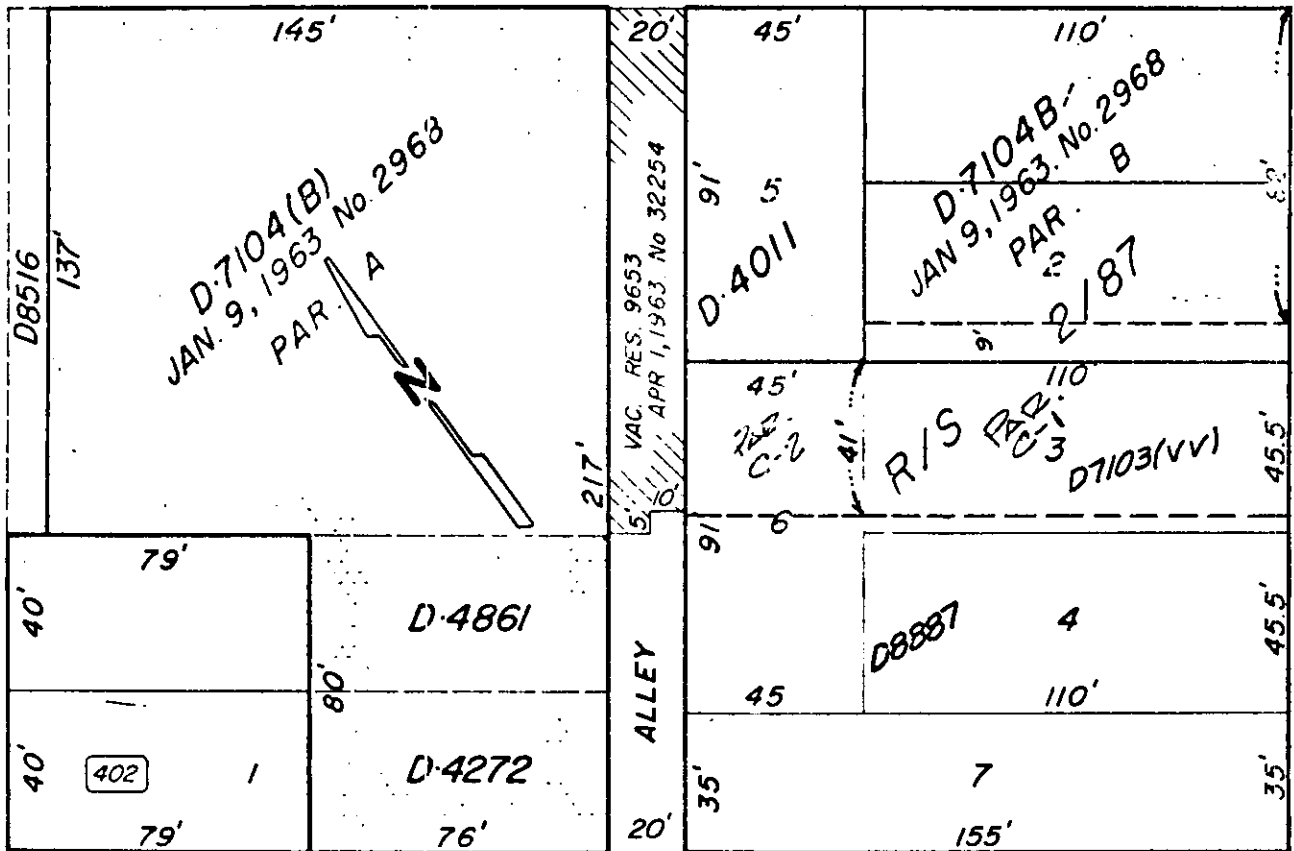 145'
20'
45'
110'
D8516
137'
D·7104(B)
JAN. 9, 1963 No. 2968
PAR. A
N
217'
VAC. RES. 9653
APR 1, 1963 No 32254
5'
10'
91'
5
D·4011
D·7104B
JAN 9, 1963. No. 2968
PAR. B
2
2/87
9'
45'
C-2
41'
110'
R/S
PAR.
C-1
3
D7103(VV)
45.5'
91
6
79'
40'
D·4861
80'
ALLEY
D8887
4
45.5'
45
110'
40'
402
1
D·4272
35'
7
35'
79'
76'
20'
155'